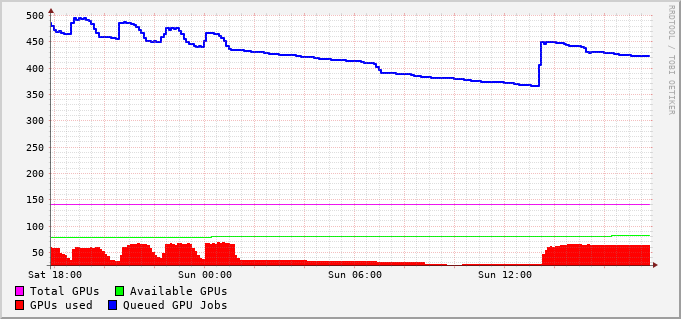 500
450
400
350
300
250
200
150
100
50
Sat 18:00 Sun 00:00 Sun 06:00 Sun 12:00
Total GPUs Available GPUs
GPUs used Queued GPU Jobs
RRDTOOL / TOBI OETIKER